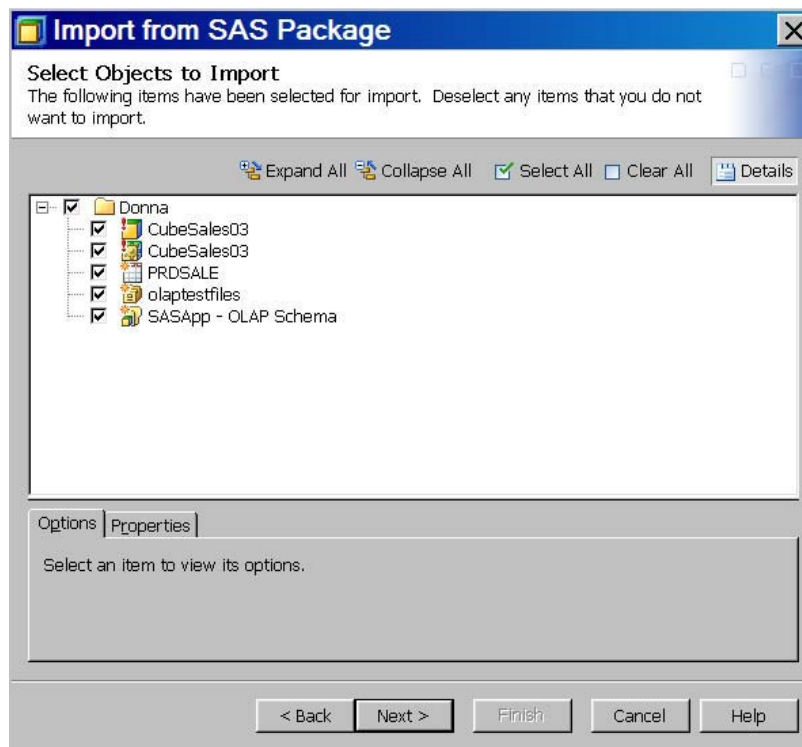 Import from SAS Package
Select Objects to Import
The following items have been selected for import. Deselect any items that you do not
want to import.
Expand All Collapse All Select All Clear All Details
Donna
CubeSales03
CubeSales03
PRDSALE
olaptestfiles
SASApp - OLAP Schema
Options Properties
Select an item to view its options.
< Back Next > Finish Cancel Help